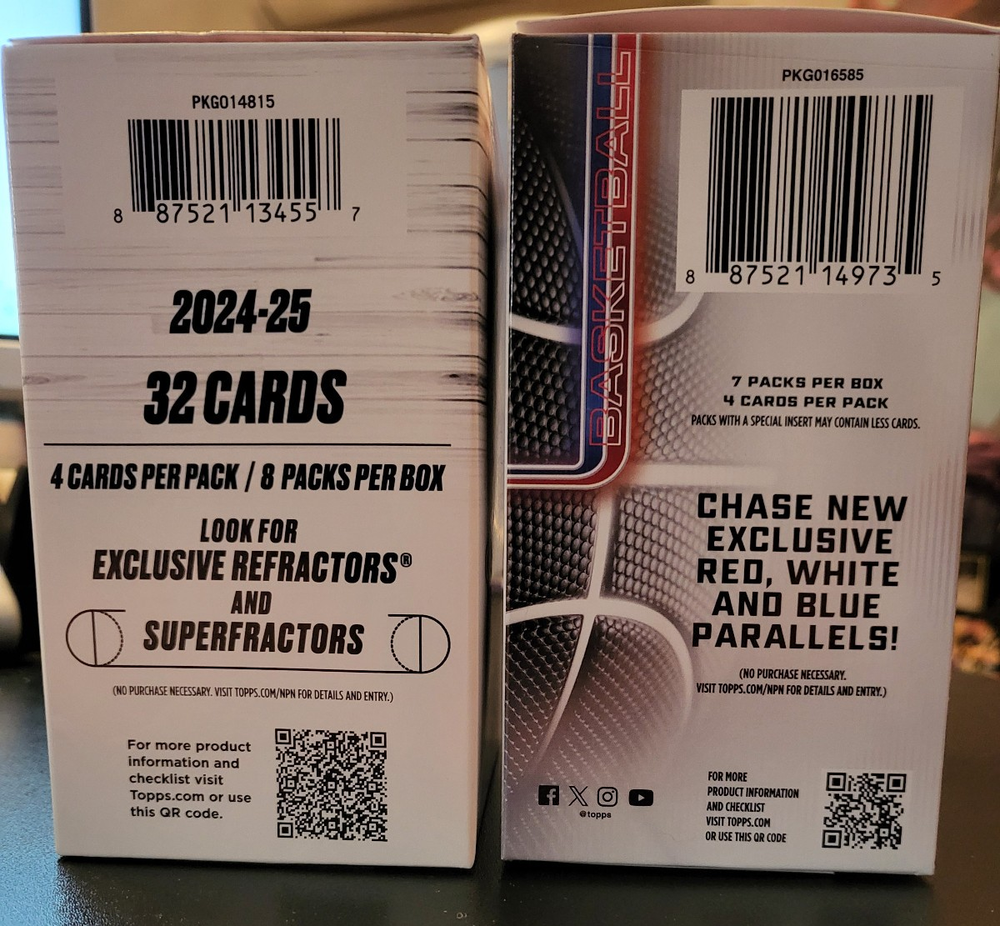 PKG014815
8 87521 13455 7
2024-25
32 CARDS
4 CARDS PER PACK / 8 PACKS PER BOX
LOOK FOR
EXCLUSIVE REFRACTORS®
AND
SUPERFRACTORS
(NO PURCHASE NECESSARY. VISIT TOPPS.COM/NPN FOR DETAILS AND ENTRY.)
For more product
information and
checklist visit
Topps.com or use
this QR code.
BASKETBALL
PKG016585
8 87521 14973 5
7 PACKS PER BOX
4 CARDS PER PACK
PACKS WITH A SPECIAL INSERT MAY CONTAIN LESS CARDS.
CHASE NEW
EXCLUSIVE
RED, WHITE
AND BLUE
PARALLELS!
(NO PURCHASE NECESSARY.
VISIT TOPPS.COM/NPN FOR DETAILS AND ENTRY.)
@topps
FOR MORE
PRODUCT INFORMATION
AND CHECKLIST
VISIT TOPPS.COM
OR USE THIS QR CODE